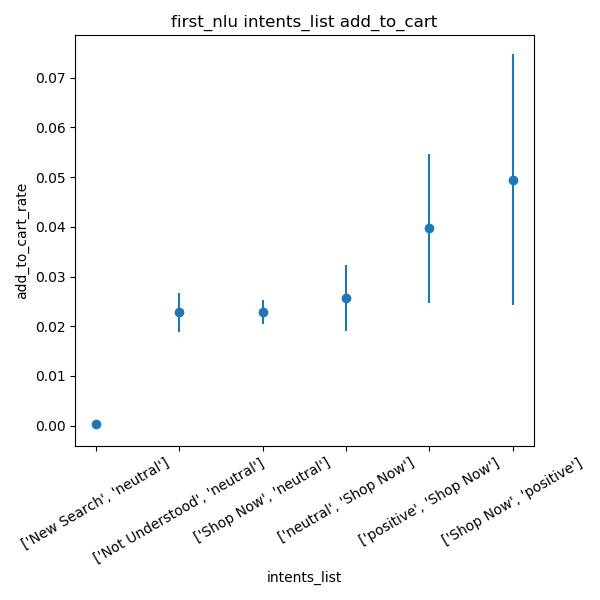 first_nlu intents_list add_to_cart
add_to_cart_rate
0.07
0.06
0.05
0.04
0.03
0.02
0.01
0.00
['New Search', 'neutral']
['Not Understood', 'neutral']
['Shop Now', 'neutral']
['neutral', 'Shop Now']
['positive', 'Shop Now']
['Shop Now', 'positive']
intents_list